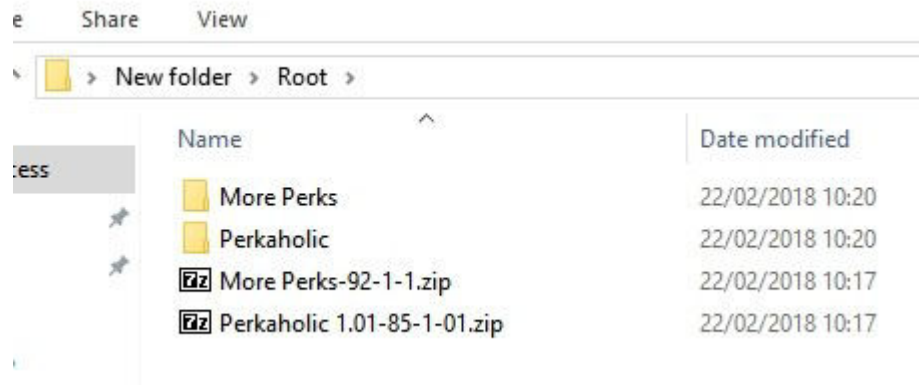 e Share View
New folder > Root >
Name Date modified
cess
More Perks 22/02/2018 10:20
Perkaholic 22/02/2018 10:20
7z More Perks-92-1-1.zip 22/02/2018 10:17
7z Perkaholic 1.01-85-1-01.zip 22/02/2018 10:17